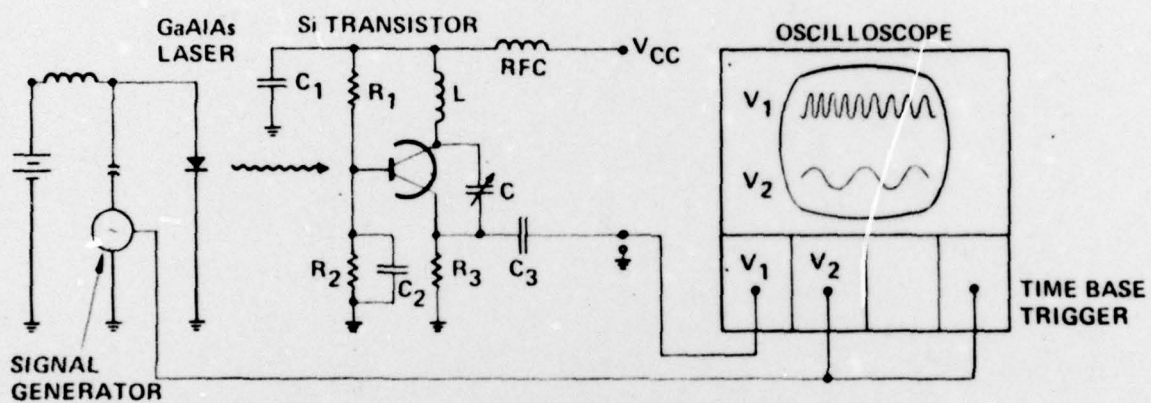 GaAlAs
LASER
Si TRANSISTOR
RFC
VCC
C1
R1
L
C
R2
C2
R3
C3
OSCILLOSCOPE
V1
V2
V1
V2
TIME BASE
TRIGGER
SIGNAL
GENERATOR